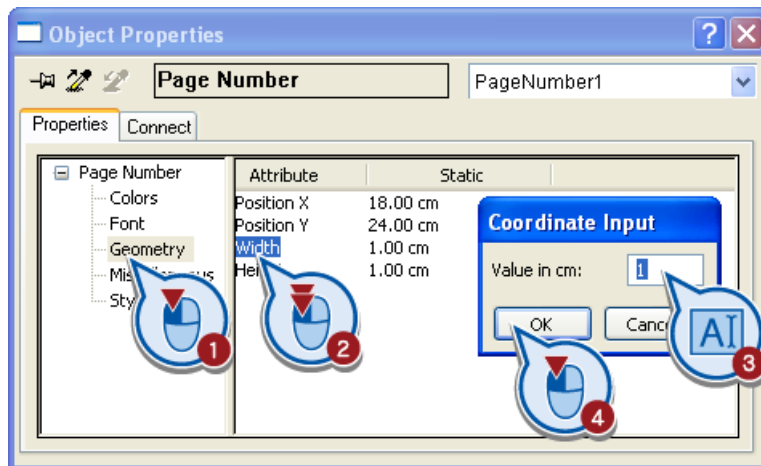 Object Properties
Page Number
PageNumber1
Properties
Connect
Page Number
Colors
Font
Geometry
Attribute
Static
Position X 18.00 cm
Position Y 24.00 cm
Width 1.00 cm
1.00 cm
Coordinate Input
Value in cm: 1
OK
A
1
2
3
4